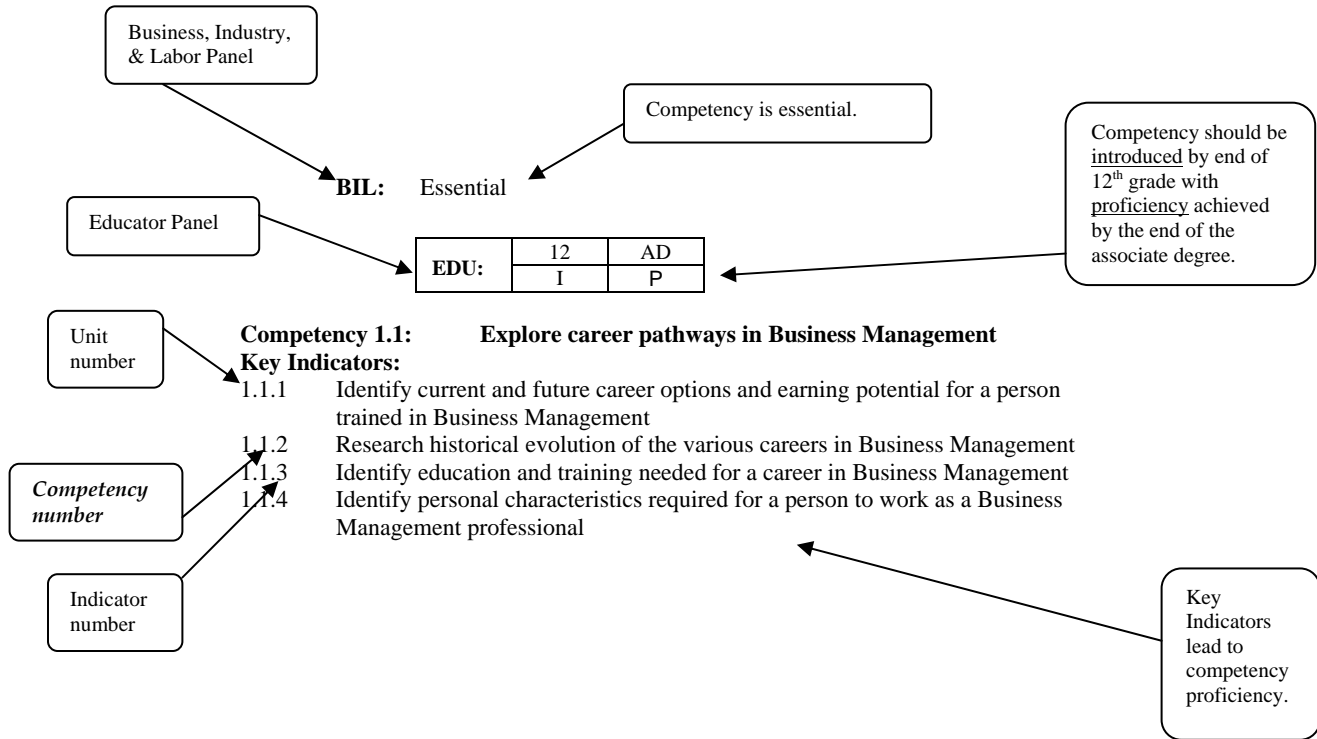 Business, Industry,
& Labor Panel
Competency is essential.
Competency should be
introduced by end of
12th grade with
proficiency achieved
by the end of the
associate degree.
BIL: Essential
Educator Panel
EDU: 12 AD
I P
Unit
number
Competency 1.1: Explore career pathways in Business Management
Key Indicators:
1.1.1 Identify current and future career options and earning potential for a person
trained in Business Management
1.1.2 Research historical evolution of the various careers in Business Management
1.1.3 Identify education and training needed for a career in Business Management
1.1.4 Identify personal characteristics required for a person to work as a Business
Management professional
Competency
number
Indicator
number
Key
Indicators
lead to
competency
proficiency.